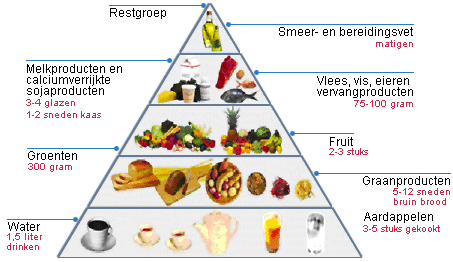 Restgroep
Smeer- en bereidingsvet
matigen
Melkproducten en
calciumverrijkte
sojaproducten
3-4 glazen
1-2 sneden kaas
Vlees, vis, eieren
vervangproducten
75-100 gram
Groenten
300 gram
Fruit
2-3 stuks
Graanproducten
5-12 sneden
bruin brood
Water
1,5 liter
drinken
Aardappelen
3-5 stuks gekookt